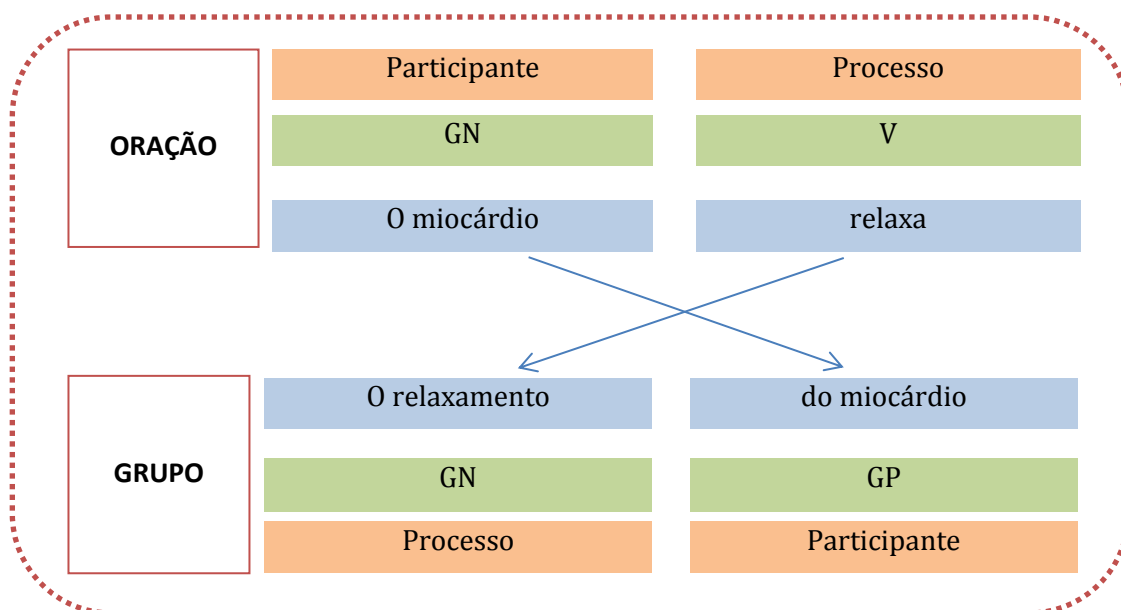 Participante
Processo
ORAÇÃO
GN
V
O miocárdio
relaxa
O relaxamento
do miocárdio
GRUPO
GN
GP
Processo
Participante